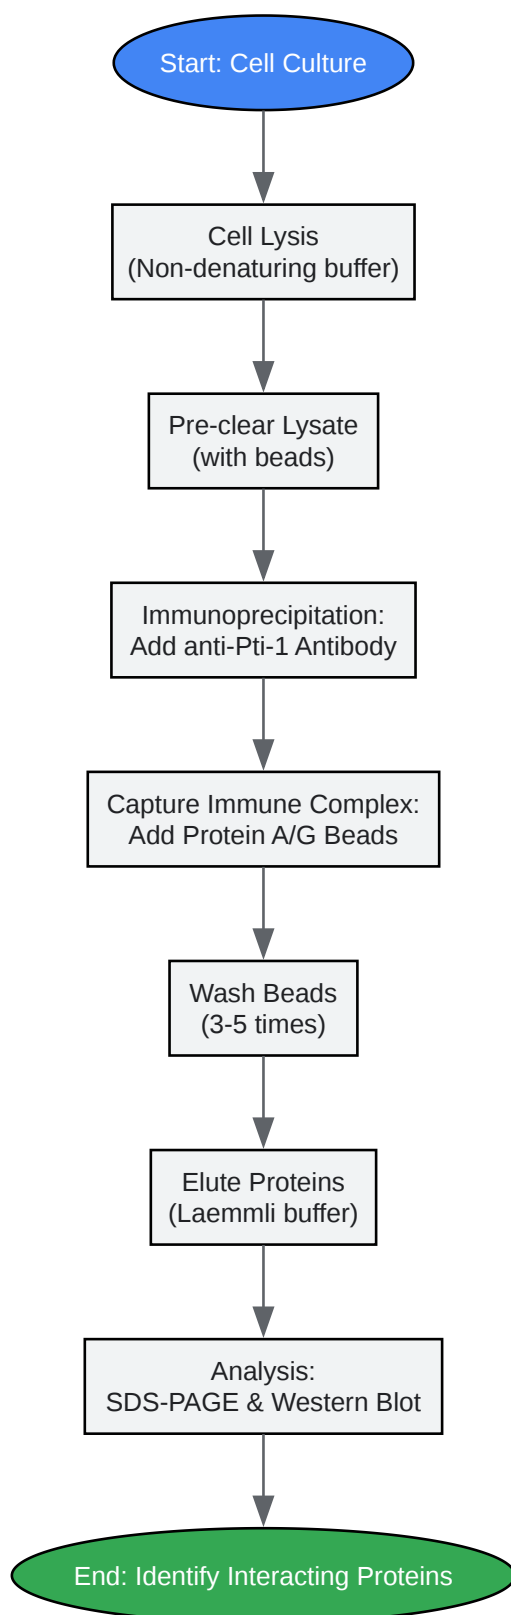 Start: Cell Culture
Cell Lysis
(Non-denaturing buffer)
Pre-clear Lysate
(with beads)
Immunoprecipitation:
Add anti-Pti-1 Antibody
Capture Immune Complex:
Add Protein A/G Beads
Wash Beads
(3-5 times)
Elute Proteins
(Laemmli buffer)
Analysis:
SDS-PAGE & Western Blot
End: Identify Interacting Proteins